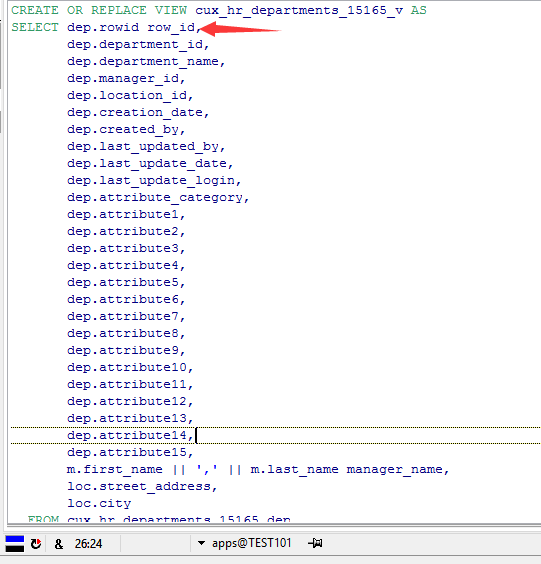 CREATE OR REPLACE VIEW cux_hr_departments_15165_v AS
SELECT dep.rowid row_id,
dep.department_id,
dep.department_name,
dep.manager_id,
dep.location_id,
dep.creation_date,
dep.created_by,
dep.last_updated_by,
dep.last_update_date,
dep.last_update_login,
dep.attribute_category,
dep.attribute1,
dep.attribute2,
dep.attribute3,
dep.attribute4,
dep.attribute5,
dep.attribute6,
dep.attribute7,
dep.attribute8,
dep.attribute9,
dep.attribute10,
dep.attribute11,
dep.attribute12,
dep.attribute13,
dep.attribute14,
dep.attribute15,
m.first_name || ',' || m.last_name manager_name,
loc.street_address,
loc.city
FROM cux_hr_departments_15165 dep
& 26:24 apps@TEST101